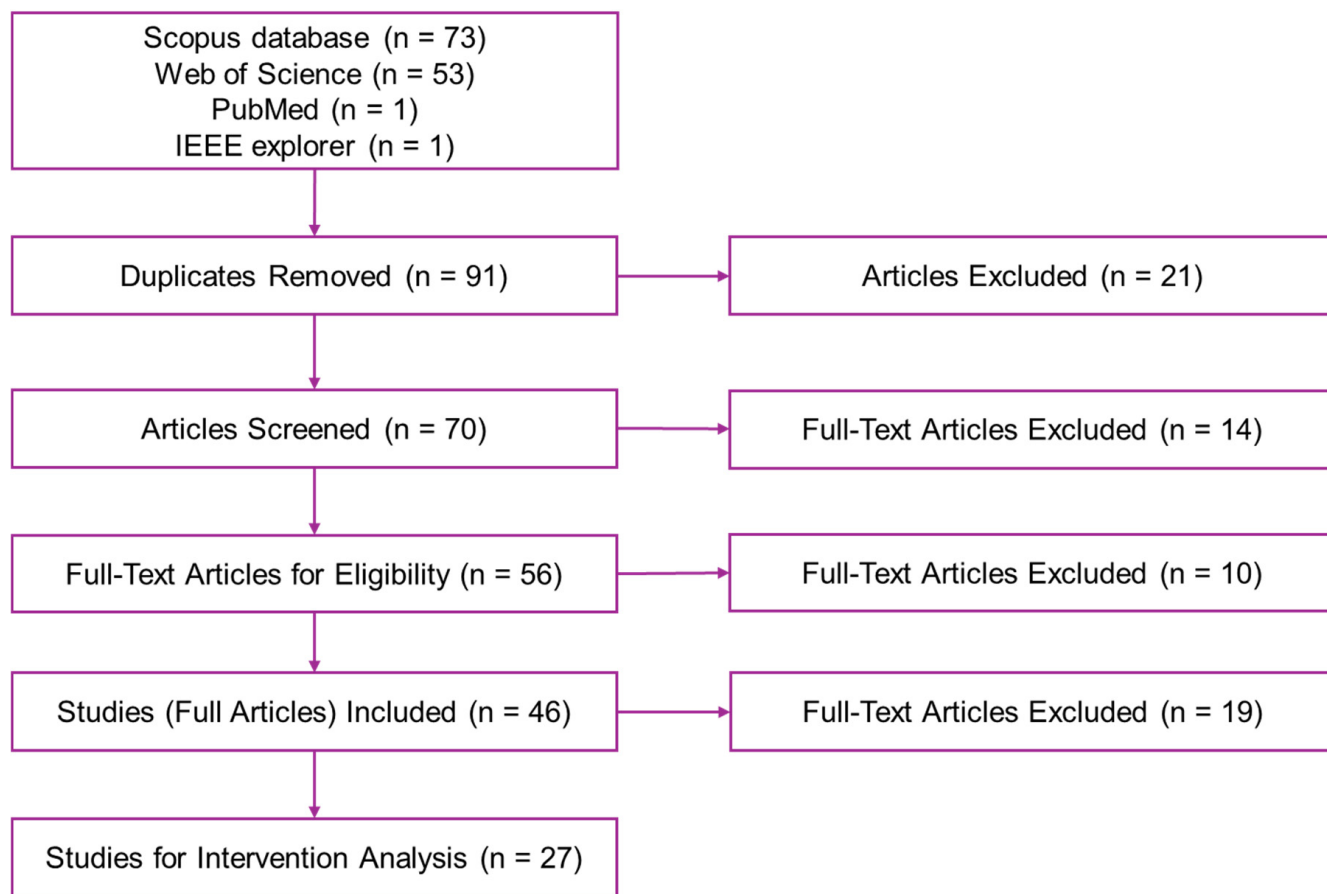 Scopus database (n = 73)
Web of Science (n = 53)
PubMed (n = 1)
IEEE explorer (n = 1)
Duplicates Removed (n = 91)
Articles Excluded (n = 21)
Articles Screened (n = 70)
Full-Text Articles Excluded (n = 14)
Full-Text Articles for Eligibility (n = 56)
Full-Text Articles Excluded (n = 10)
Studies (Full Articles) Included (n = 46)
Full-Text Articles Excluded (n = 19)
Studies for Intervention Analysis (n = 27)